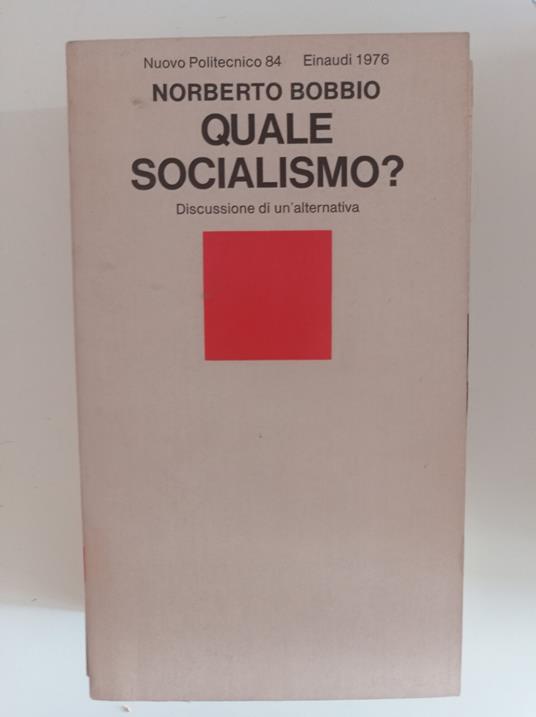 Nuovo Politecnico 84 Einaudi 1976
NORBERTO BOBBIO
QUALE
SOCIALISMO?
Discussione di un'alternativa